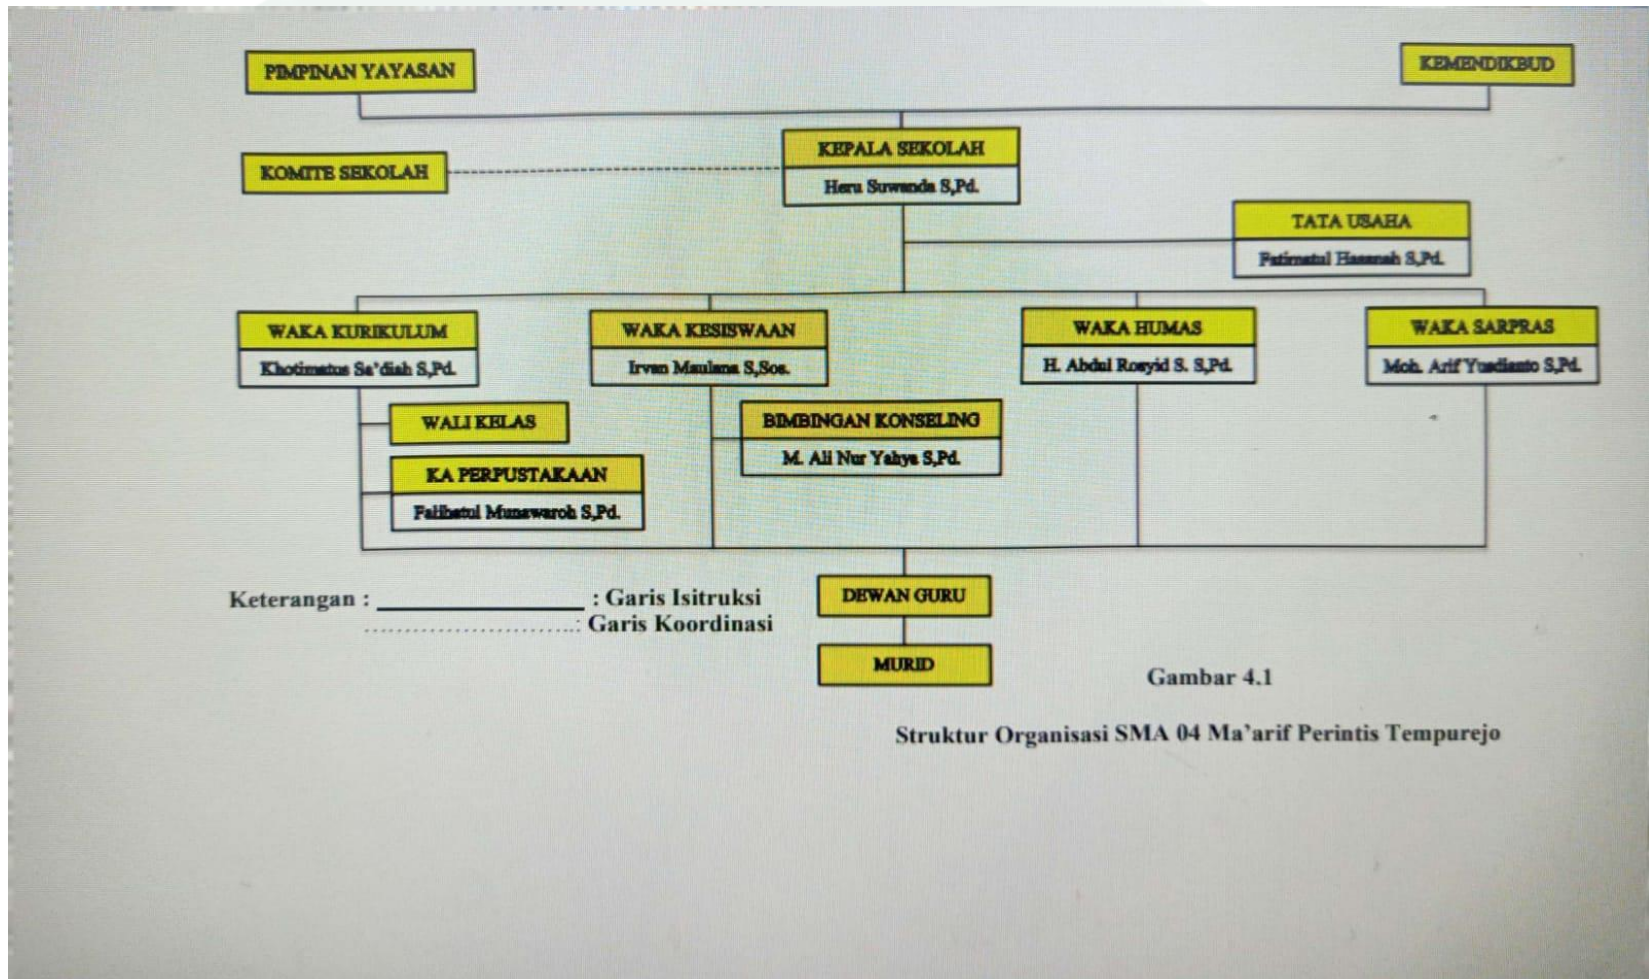 PIMPINAN YAYASAN
KEMENDIKBUD
KEPALA SEKOLAH
Heru Suwanda S,Pd.
KOMITE SEKOLAH
TATA USAHA
Fatimatul Hasanah S,Pd.
WAKA KURIKULUM
Khotimatus Sa'diah S,Pd.
WAKA KESISWAAN
Irvan Maulana S,Sos.
WAKA HUMAS
H. Abdul Rosyid S. S,Pd.
WAKA SARPRAS
Moh. Arif Yusdianto S,Pd.
WALI KELAS
KA PERPUSTAKAAN
Falihatul Munawaroh S,Pd.
BIMBINGAN KONSELING
M. Ali Nur Yahya S,Pd.
DEWAN GURU
MURID
Keterangan : : Garis Isitruksi
: Garis Koordinasi
Gambar 4.1
Struktur Organisasi SMA 04 Ma'arif Perintis Tempurejo